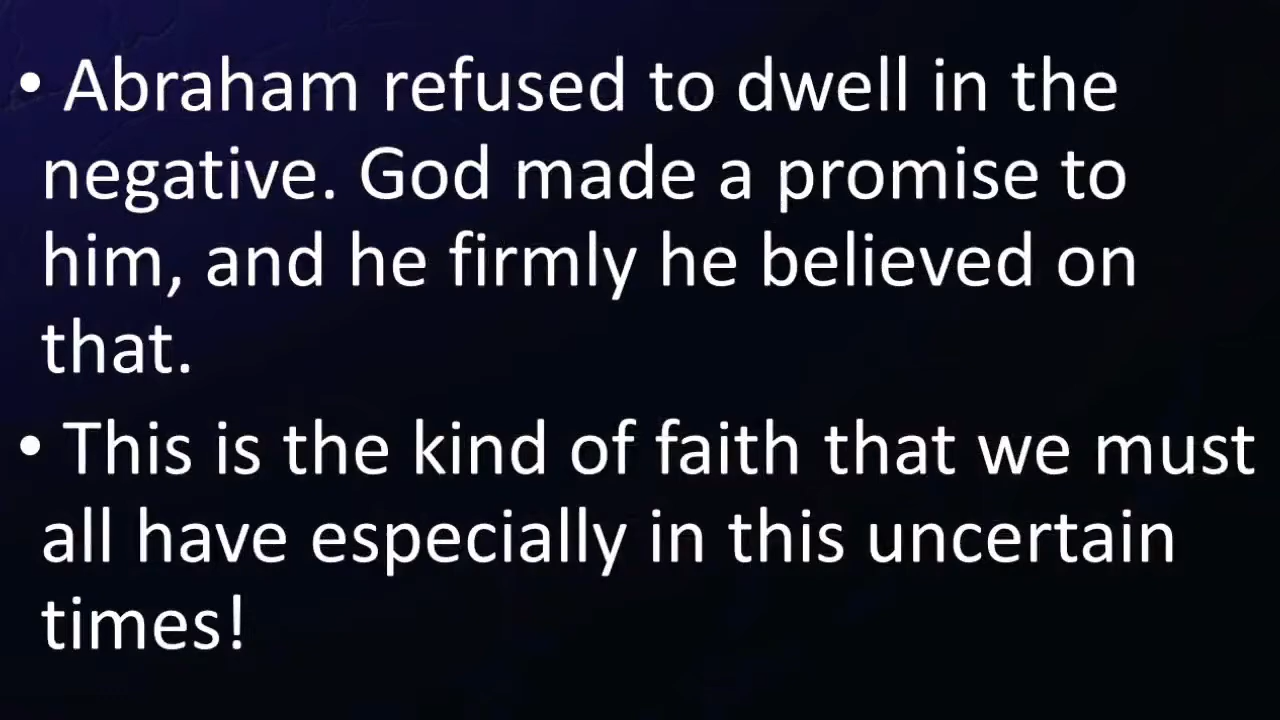 • Abraham refused to dwell in the
negative. God made a promise to
him, and he firmly he believed on
that.
• This is the kind of faith that we must
all have especially in this uncertain
times!